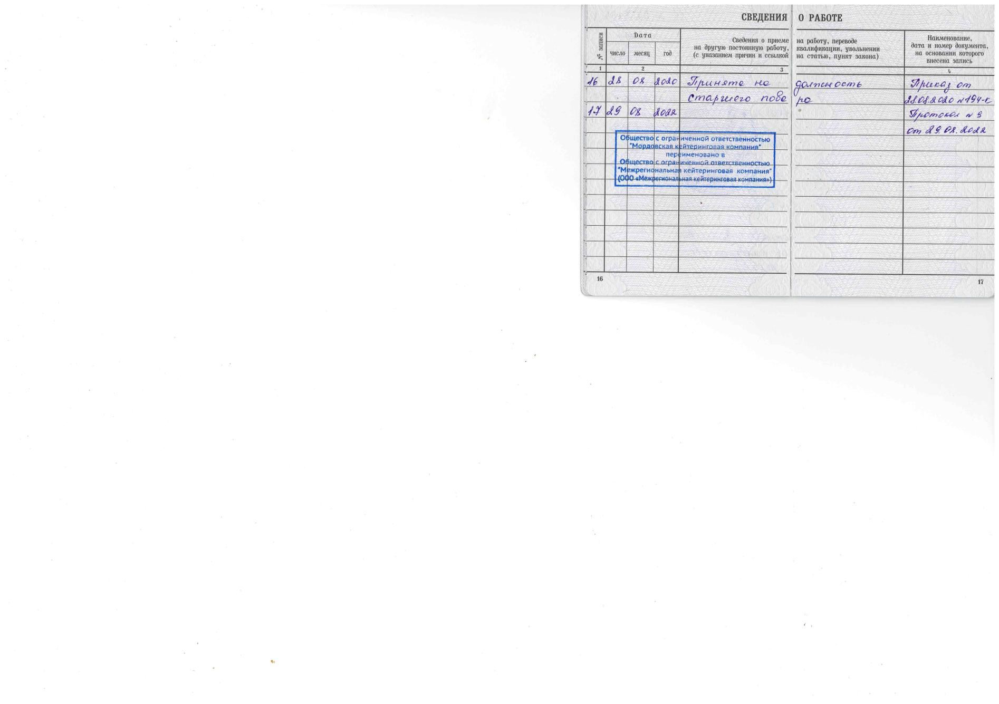 СВЕДЕНИЯ О РАБОТЕ
№ записи
Дата
число месяц год
Сведения о приеме на работу, переводе
на другую постоянную работу, квалификации, увольнении
(с указанием причин и ссылкой на статью, пункт закона)
Наименование,
дата и номер документа,
на основании которого
внесена запись
1 2 3 4
16 28 08 2020 Принята на должность Приказ от
старшего повара 28.08.2020 №194-к
17 29 08 2022 Протокол № 9
от 29.08.2022
Общество с ограниченной ответственностью
"Мордовская кейтеринговая компания"
переименовано в
Общество с ограниченной ответственностью
"Межрегиональная кейтеринговая компания"
(ООО «Межрегиональная кейтеринговая компания»)
16 17